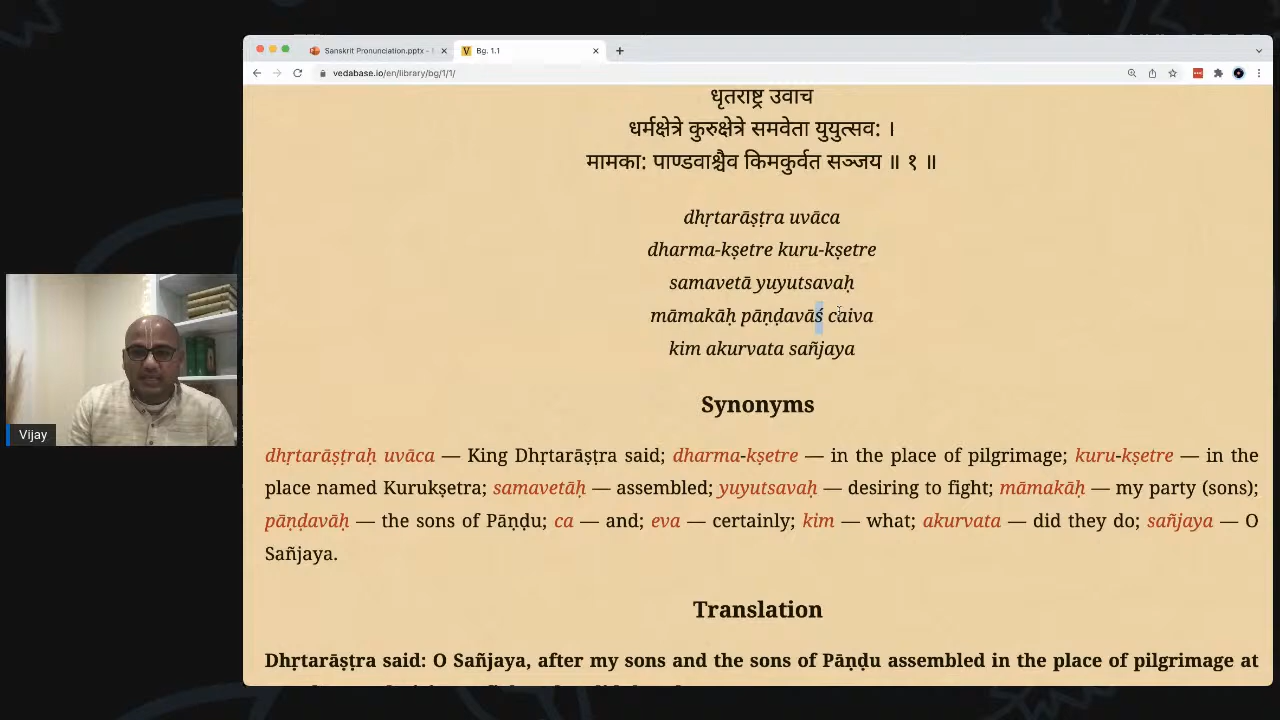 Sanskrit Pronunciation.pptx - 
Bg. 1.1
vedabase.io/en/library/bg/1/1/
धृतराष्ट्र उवाच
धर्मक्षेत्रे कुरुक्षेत्रे समवेता युयुत्सवः ।
मामकाः पाण्डवाश्चैव किमकुर्वत सञ्जय ॥ १ ॥
dhṛtarāṣṭra uvāca
dharma-kṣetre kuru-kṣetre
samavetā yuyutsavaḥ
māmakāḥ pāṇḍavāś caiva
kim akurvata sañjaya
Synonyms
dhṛtarāṣṭraḥ uvāca — King Dhṛtarāṣṭra said; dharma-kṣetre — in the place of pilgrimage; kuru-kṣetre — in the
place named Kurukṣetra; samavetāḥ — assembled; yuyutsavaḥ — desiring to fight; māmakāḥ — my party (sons);
pāṇḍavāḥ — the sons of Pāṇḍu; ca — and; eva — certainly; kim — what; akurvata — did they do; sañjaya — O
Sañjaya.
Translation
Dhṛtarāṣṭra said: O Sañjaya, after my sons and the sons of Pāṇḍu assembled in the place of pilgrimage at
Vijay